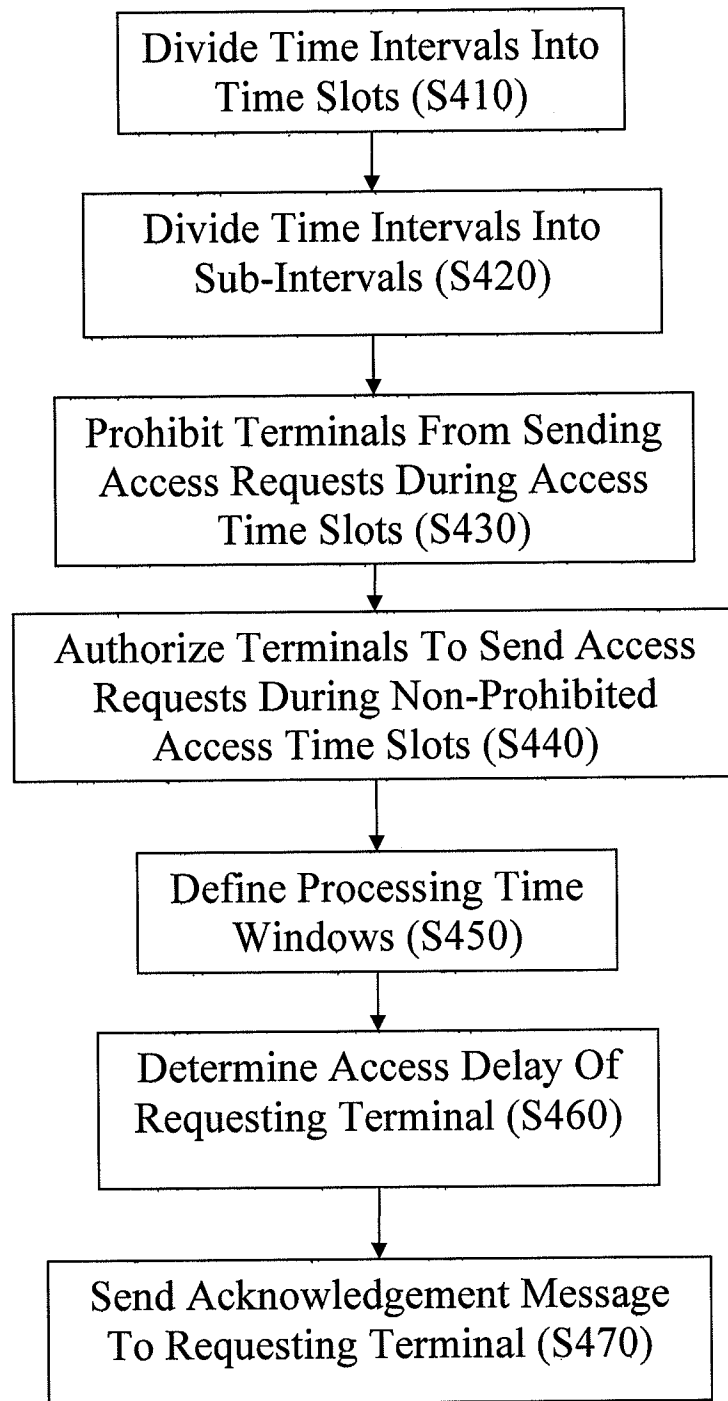 Divide Time Intervals Into
Time Slots (S410)
Divide Time Intervals Into
Sub-Intervals (S420)
Prohibit Terminals From Sending
Access Requests During Access
Time Slots (S430)
Authorize Terminals To Send Access
Requests During Non-Prohibited
Access Time Slots (S440)
Define Processing Time
Windows (S450)
Determine Access Delay Of
Requesting Terminal (S460)
Send Acknowledgement Message
To Requesting Terminal (S470)